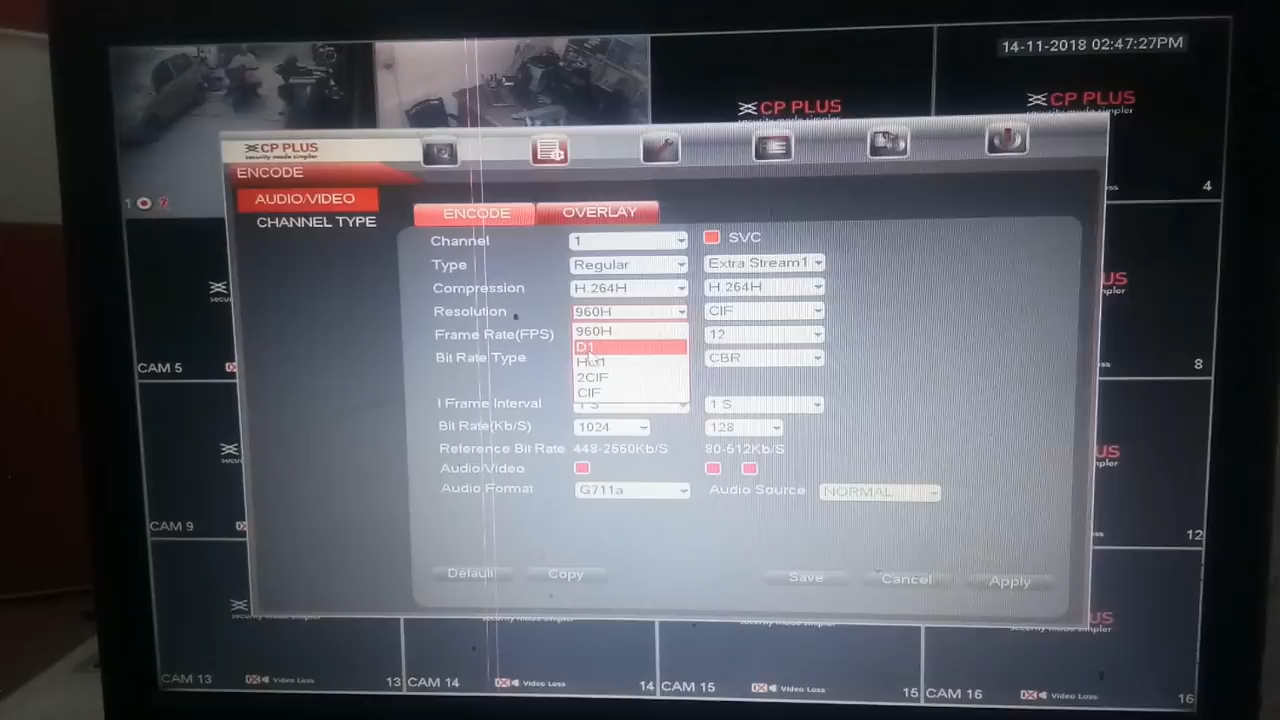 14-11-2018 02:47:27PM
CP PLUS
CP PLUS
CP PLUS
security made simpler
ENCODE
AUDIO/VIDEO
CHANNEL TYPE
ENCODE
OVERLAY
Channel 1 SVC
Type Regular Extra Stream1
Compression H.264H H.264H
Resolution 960H CIF
960H
D1
HD1
2CIF
CIF
Frame Rate(FPS) 12
Bit Rate Type CBR
I Frame Interval 1 S 1 S
Bit Rate(Kb/S) 1024 128
Reference Bit Rate 448-2560Kb/S 80-512Kb/S
Audio/Video
Audio Format G711a Audio Source NORMAL
Default Copy Save Cancel Apply
1
4
CAM 5
8
CAM 9
12
CAM 13 Video Loss 13
CAM 14 Video Loss 14
CAM 15 Video Loss 15
CAM 16 Video Loss 16